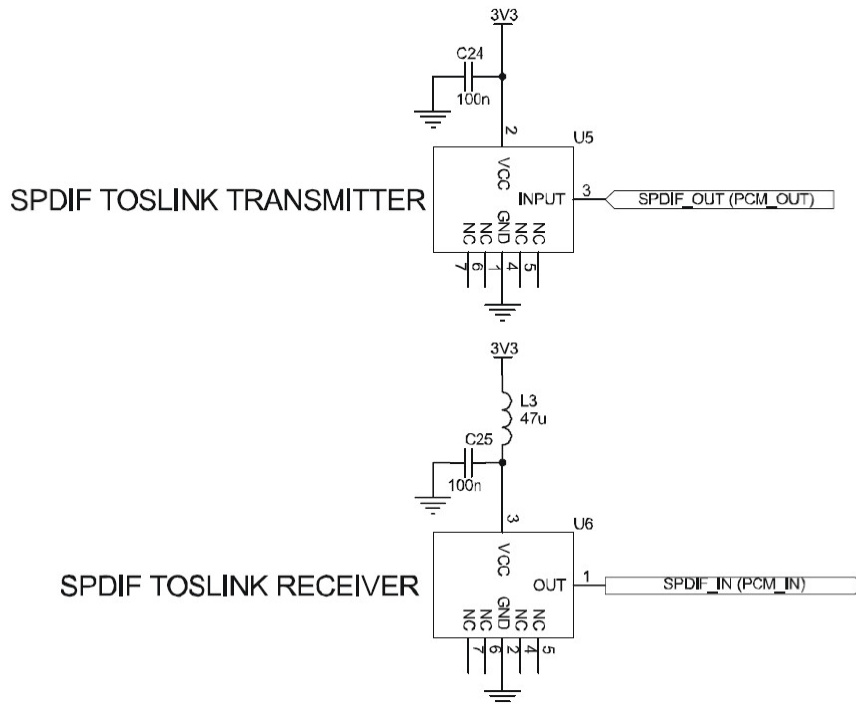 3V3
C24
100n
2
U5
VCC
SPDIF TOSLINK TRANSMITTER
INPUT
3
SPDIF_OUT (PCM_OUT)
NC NC GND NC NC
7 6 1 4 5
3V3
L3
47u
C25
100n
3
U6
VCC
SPDIF TOSLINK RECEIVER
OUT
1
SPDIF_IN (PCM_IN)
NC NC GND NC NC
7 6 2 4 5